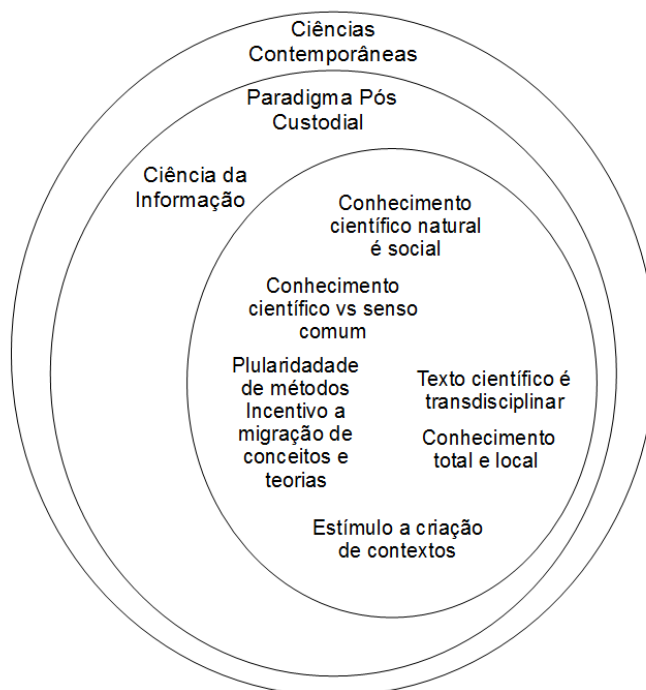 Ciências
Contemporâneas
Paradigma Pós
Custodial
Ciência da
Informação
Conhecimento
científico natural
é social
Conhecimento
científico vs senso
comum
Plularidadade
de métodos
Incentivo a
migração de
conceitos e
teorias
Texto científico é
transdisciplinar
Conhecimento
total e local
Estímulo a criação
de contextos